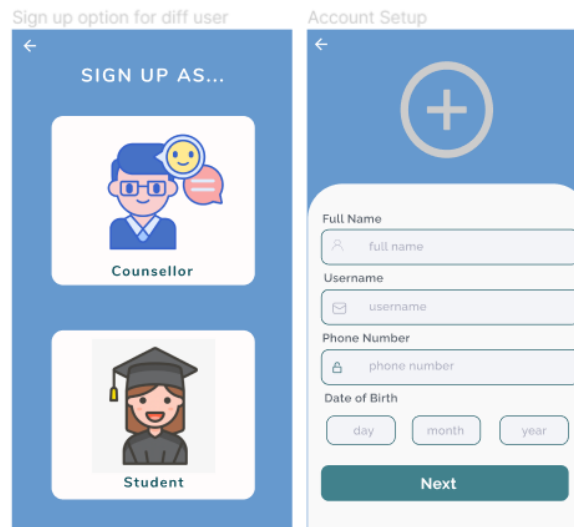 Sign up option for diff user
SIGN UP AS...
Counsellor
Student
Account Setup
Full Name
full name
Username
username
Phone Number
phone number
Date of Birth
day month year
Next